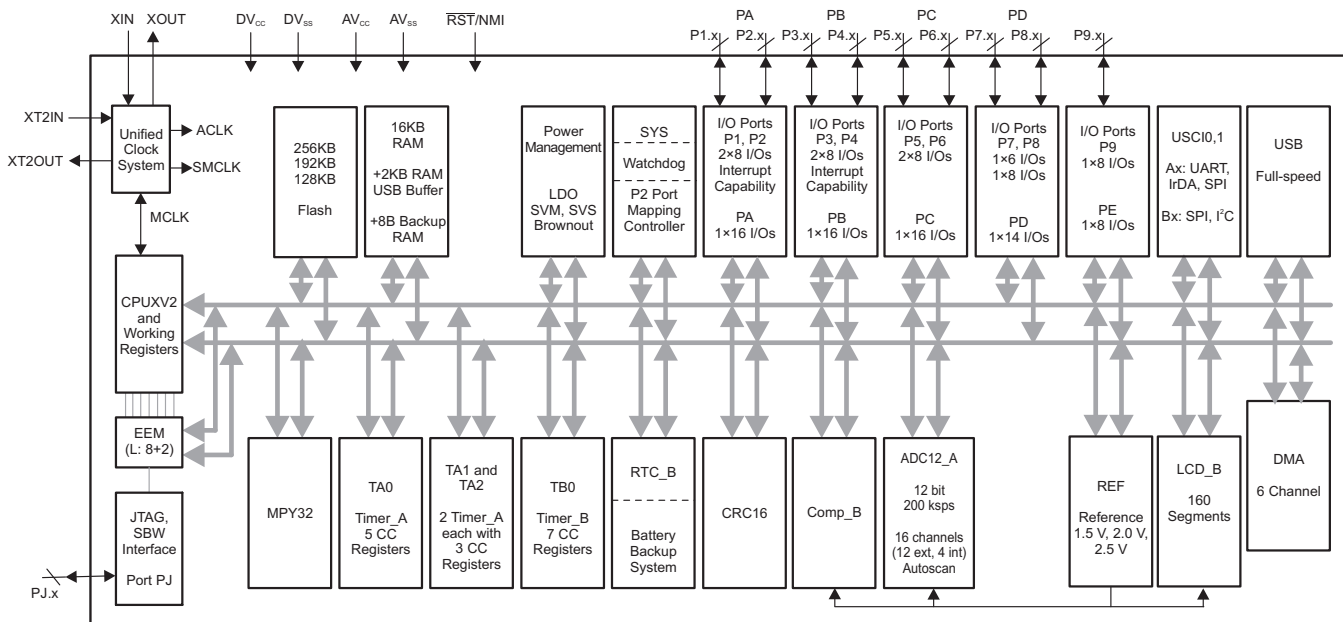 XIN XOUT DVCC DVSS AVCC AVSS RST/NMI PA PB PC PD
P1.x P2.x P3.x P4.x P5.x P6.x P7.x P8.x P9.x
XT2IN
XT2OUT
Unified
Clock
System
ACLK
SMCLK
MCLK
256KB
192KB
128KB
Flash
16KB
RAM
+2KB RAM
USB Buffer
+8B Backup
RAM
Power
Management
LDO
SVM, SVS
Brownout
SYS
Watchdog
P2 Port
Mapping
Controller
I/O Ports
P1, P2
2×8 I/Os
Interrupt
Capability
PA
1×16 I/Os
I/O Ports
P3, P4
2×8 I/Os
Interrupt
Capability
PB
1×16 I/Os
I/O Ports
P5, P6
2×8 I/Os
PC
1×16 I/Os
I/O Ports
P7, P8
1×6 I/Os
1×8 I/Os
PD
1×14 I/Os
I/O Ports
P9
1×8 I/Os
PE
1×8 I/Os
USCI0,1
Ax: UART,
IrDA, SPI
Bx: SPI, I²C
USB
Full-speed
CPUXV2
and
Working
Registers
EEM
(L: 8+2)
JTAG,
SBW
Interface
Port PJ
PJ.x
MPY32
TA0
Timer_A
5 CC
Registers
TA1 and
TA2
2 Timer_A
each with
3 CC
Registers
TB0
Timer_B
7 CC
Registers
RTC_B
Battery
Backup
System
CRC16
Comp_B
ADC12_A
12 bit
200 ksps
16 channels
(12 ext, 4 int)
Autoscan
REF
Reference
1.5 V, 2.0 V,
2.5 V
LCD_B
160
Segments
DMA
6 Channel